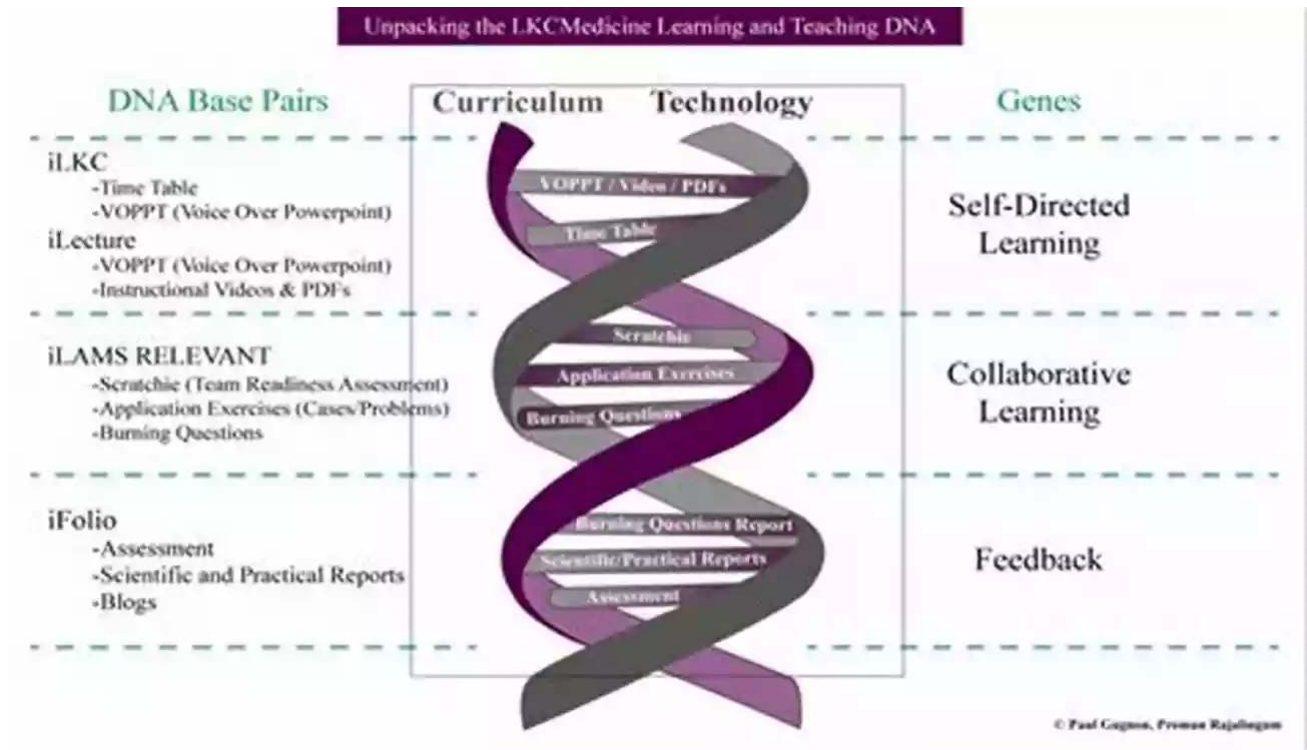 Unpacking the LKCMedicine Learning and Teaching DNA
DNA Base Pairs
Curriculum
Technology
Genes
iLKC
-Time Table
-VOPPT (Voice Over Powerpoint)
iLecture
-VOPPT (Voice Over Powerpoint)
-Instructional Videos & PDFs
VOPPT / Video / PDFs
Time Table
Self-Directed
Learning
iLAMS RELEVANT
-Scratchie (Team Readiness Assessment)
-Application Exercises (Cases/Problems)
-Burning Questions
Scratchie
Application Exercises
Burning Questions
Collaborative
Learning
iFolio
-Assessment
-Scientific and Practical Reports
-Blogs
Burning Questions Report
Scientific/Practical Reports
Assessment
Feedback
© Paul Gagnon, Preman Rajalingam